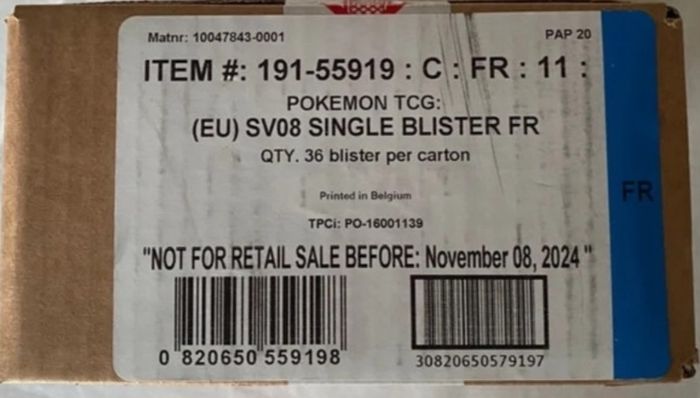 Matnr: 10047843-0001
PAP 20
ITEM #: 191-55919 : C : FR : 11 :
POKEMON TCG:
(EU) SV08 SINGLE BLISTER FR
QTY. 36 blister per carton
FR
Printed in Belgium
TPCi: PO-16001139
"NOT FOR RETAIL SALE BEFORE: November 08, 2024 "
0 820650 559198
30820650579197